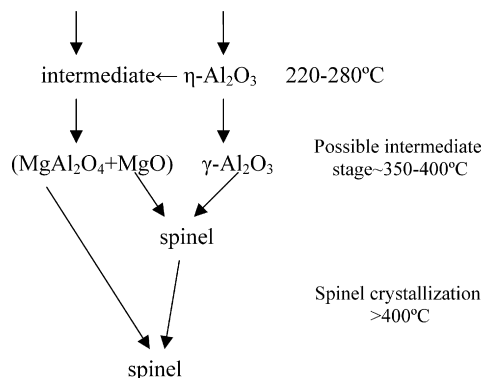 intermediate← η-Al₂O₃ 220-280ºC
(MgAl₂O₄+MgO) γ-Al₂O₃
Possible intermediate
stage~350-400ºC
spinel
Spinel crystallization
>400ºC
spinel